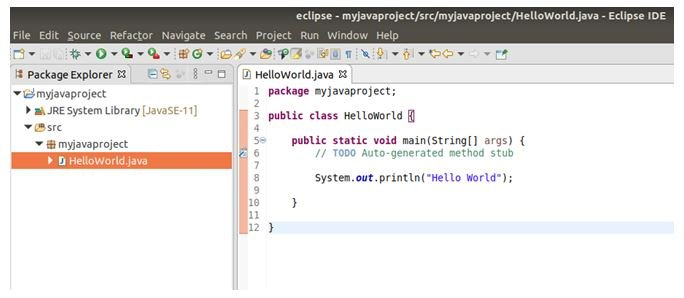 eclipse - myjavaproject/src/myjavaproject/HelloWorld.java - Eclipse IDE
File Edit Source Refactor Navigate Search Project Run Window Help
Package Explorer
myjavaproject
JRE System Library [JavaSE-11]
src
myjavaproject
HelloWorld.java
HelloWorld.java
1 package myjavaproject;
2
3 public class HelloWorld {
4
5 public static void main(String[] args) {
6 // TODO Auto-generated method stub
7
8 System.out.println("Hello World");
9
10 }
11
12 }